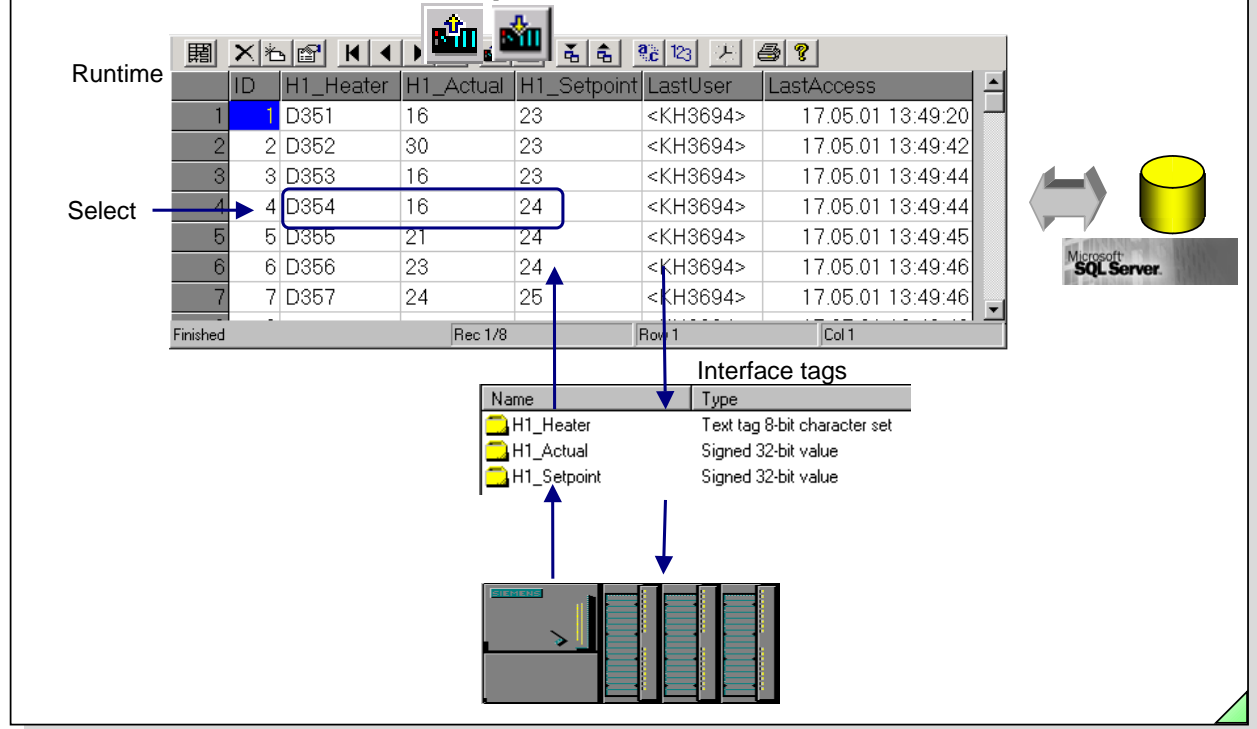 Runtime
ID H1_Heater H1_Actual H1_Setpoint LastUser LastAccess
1 1 D351 16 23 <KH3694> 17.05.01 13:49:20
2 2 D352 30 23 <KH3694> 17.05.01 13:49:42
3 3 D353 16 23 <KH3694> 17.05.01 13:49:44
Select 4 4 D354 16 24 <KH3694> 17.05.01 13:49:44
5 5 D355 21 24 <KH3694> 17.05.01 13:49:45
6 6 D356 23 24 <KH3694> 17.05.01 13:49:46
7 7 D357 24 25 <KH3694> 17.05.01 13:49:46
Finished Rec 1/8 Row 1 Col 1
Microsoft
SQL Server
Interface tags
Name Type
H1_Heater Text tag 8-bit character set
H1_Actual Signed 32-bit value
H1_Setpoint Signed 32-bit value
SIEMENS